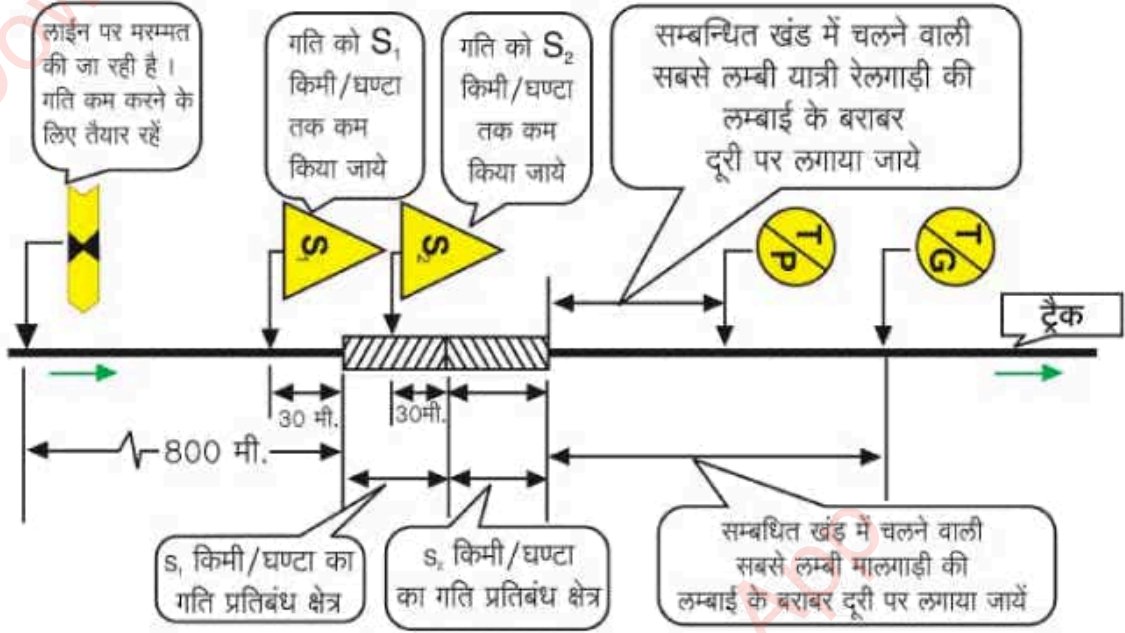 लाईन पर मरम्मत
की जा रही है ।
गति कम करने के
लिए तैयार रहें
गति को S₁
किमी/घण्टा
तक कम
किया जाये
गति को S₂
किमी/घण्टा
तक कम
किया जाये
सम्बन्धित खंड में चलने वाली
सबसे लम्बी यात्री रेलगाड़ी की
लम्बाई के बराबर
दूरी पर लगाया जाये
S₁
S₂
T
P
T
G
ट्रैक
30 मी.
30मी.
800 मी.
s₁ किमी/घण्टा का
गति प्रतिबंध क्षेत्र
किमी/घण्टा
का गति प्रतिबंध क्षेत्र
सम्बधित खंड में चलने वाली
सबसे लम्बी मालगाड़ी की
लम्बाई के बराबर दूरी पर लगाया जायें
App